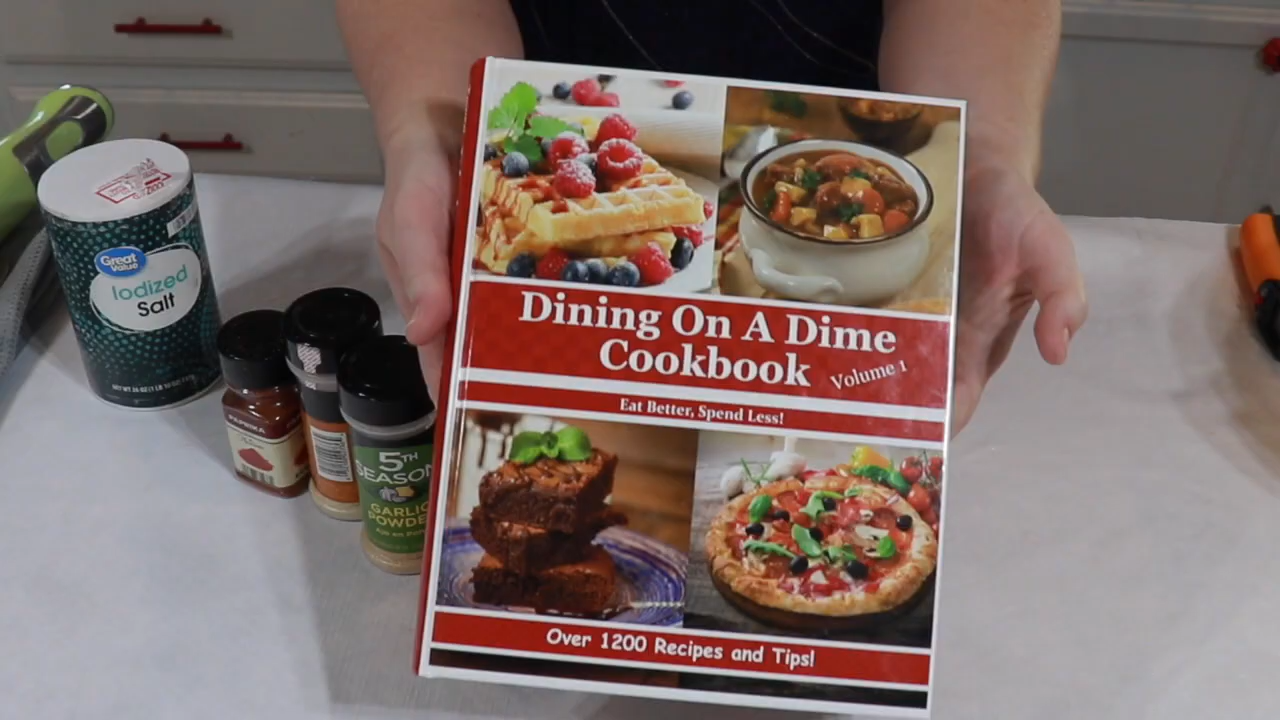 Great Value
Iodized
Salt
PAPRIKA
5TH
SEASON
GARLIC
POWDE
Dining On A Dime
Cookbook
Volume 1
Eat Better, Spend Less!
Over 1200 Recipes and Tips!